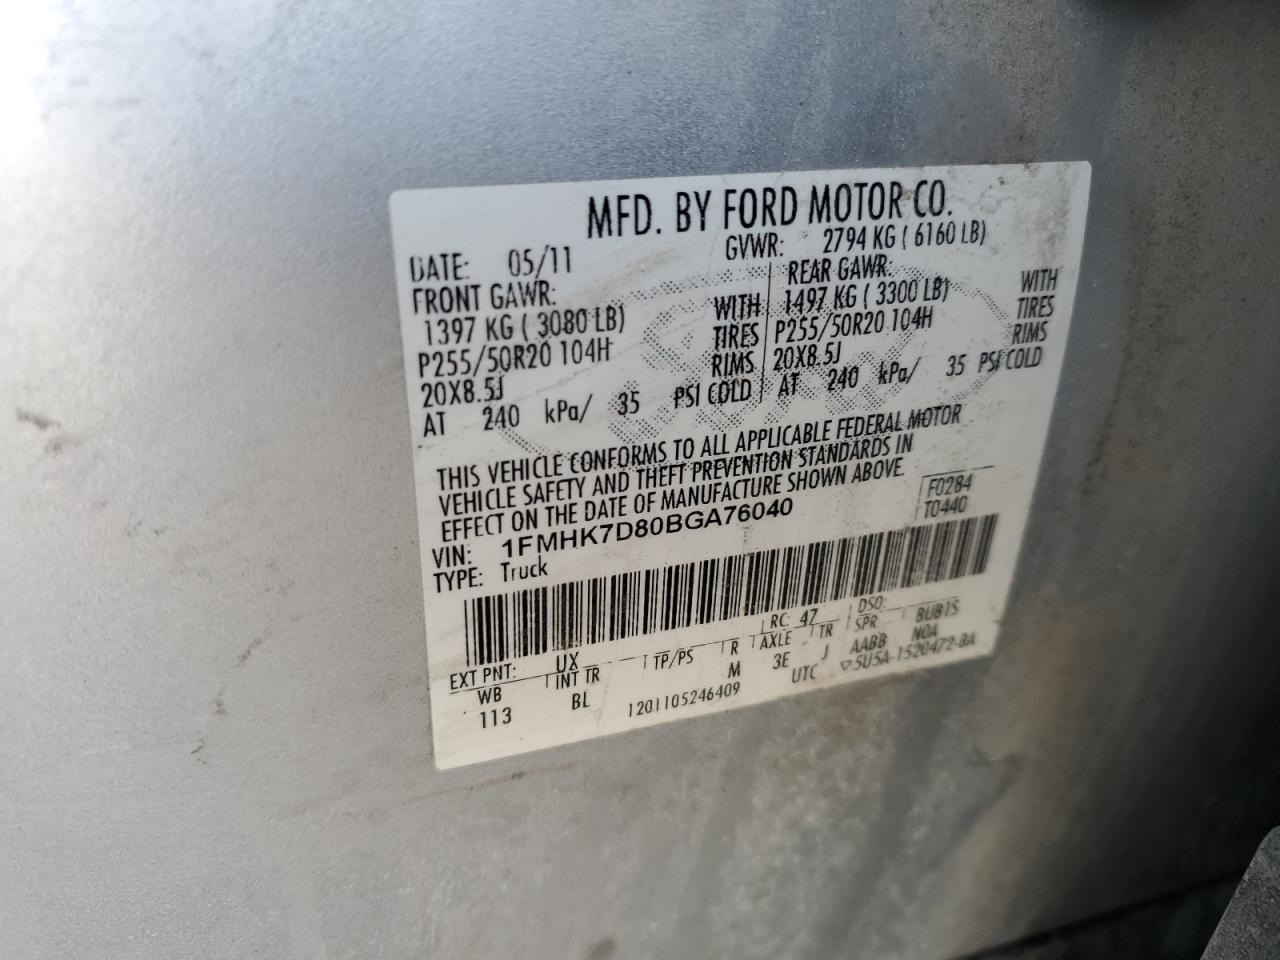 MFD. BY FORD MOTOR CO.
DATE: 05/11 GVWR: 2794 KG ( 6160 LB)
FRONT GAWR: REAR GAWR:
1397 KG ( 3080 LB) WITH 1497 KG ( 3300 LB) WITH
P255/50R20 104H TIRES P255/50R20 104H TIRES
20X8.5J RIMS 20X8.5J RIMS
AT 240 kPa/ 35 PSI COLD AT 240 kPa/ 35 PSI COLD
THIS VEHICLE CONFORMS TO ALL APPLICABLE FEDERAL MOTOR
VEHICLE SAFETY AND THEFT PREVENTION STANDARDS IN
EFFECT ON THE DATE OF MANUFACTURE SHOWN ABOVE.
VIN: 1FMHK7D80BGA76040 F0284
TYPE: Truck T0440
EXT PNT: UX RC: 47 DSO:
WB INT TR TP/PS R AXLE TR SPR BUB1S
113 BL M 3E J AABB NOA
1201105246409 UTC ▽5U5A-1520472-BA